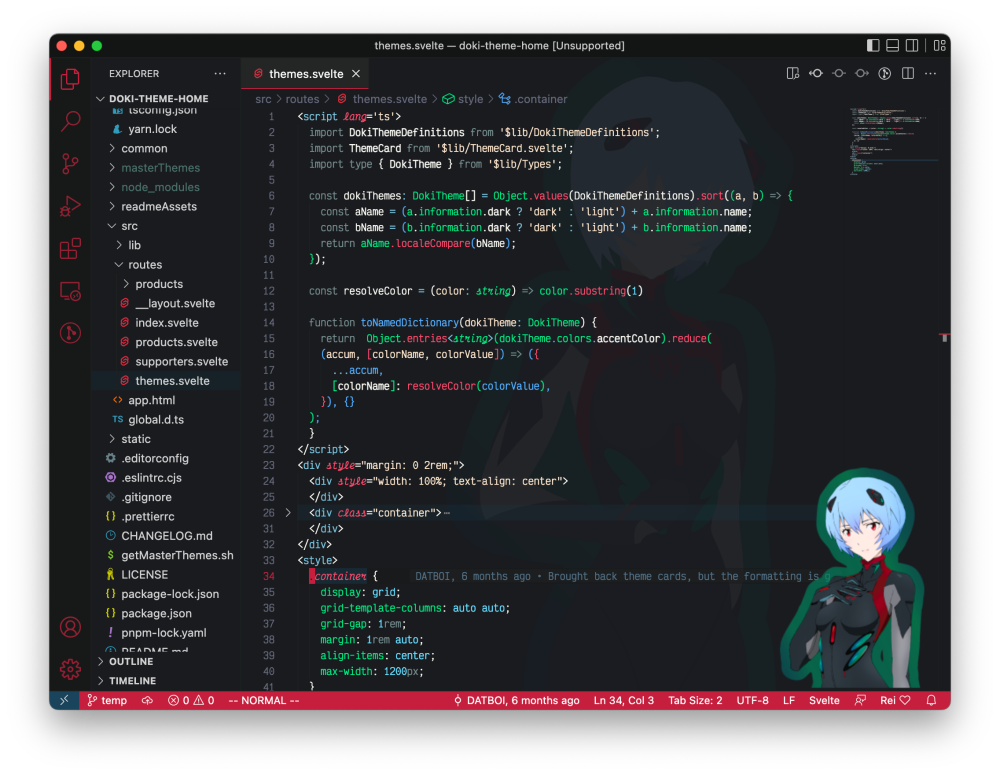 themes.svelte — doki-theme-home [Unsupported]
EXPLORER
DOKI-THEME-HOME
tsconfig.json
yarn.lock
common
masterThemes
node_modules
readmeAssets
src
lib
routes
products
__layout.svelte
index.svelte
products.svelte
supporters.svelte
themes.svelte
app.html
TS global.d.ts
static
.editorconfig
.eslintrc.cjs
.gitignore
{} .prettierrc
CHANGELOG.md
$ getMasterThemes.sh
LICENSE
{} package-lock.json
{} package.json
! pnpm-lock.yaml
README.md
OUTLINE
TIMELINE
themes.svelte
src > routes > themes.svelte > style > .container
1 <script lang='ts'>
2 import DokiThemeDefinitions from '$lib/DokiThemeDefinitions';
3 import ThemeCard from '$lib/ThemeCard.svelte';
4 import type { DokiTheme } from '$lib/Types';
5
6 const dokiThemes: DokiTheme[] = Object.values(DokiThemeDefinitions).sort((a, b) => {
7 const aName = (a.information.dark ? 'dark' : 'light') + a.information.name;
8 const bName = (b.information.dark ? 'dark' : 'light') + b.information.name;
9 return aName.localeCompare(bName);
10 });
11
12 const resolveColor = (color: string) => color.substring(1)
13
14 function toNamedDictionary(dokiTheme: DokiTheme) {
15 return Object.entries<string>(dokiTheme.colors.accentColor).reduce(
16 (accum, [colorName, colorValue]) => ({
17 ...accum,
18 [colorName]: resolveColor(colorValue),
19 }), {}
20 );
21 }
22 </script>
23 <div style="margin: 0 2rem;">
24 <div style="width: 100%; text-align: center">
25 </div>
26 <div class="container">⋯
31 </div>
32 </div>
33 <style>
34 .container { DATBOI, 6 months ago • Brought back theme cards, but the formatting is
35 display: grid;
36 grid-template-columns: auto auto;
37 grid-gap: 1rem;
38 margin: 1rem auto;
39 align-items: center;
40 max-width: 1200px;
41 }
temp 0 0 -- NORMAL -- DATBOI, 6 months ago Ln 34, Col 3 Tab Size: 2 UTF-8 LF Svelte Rei ♡